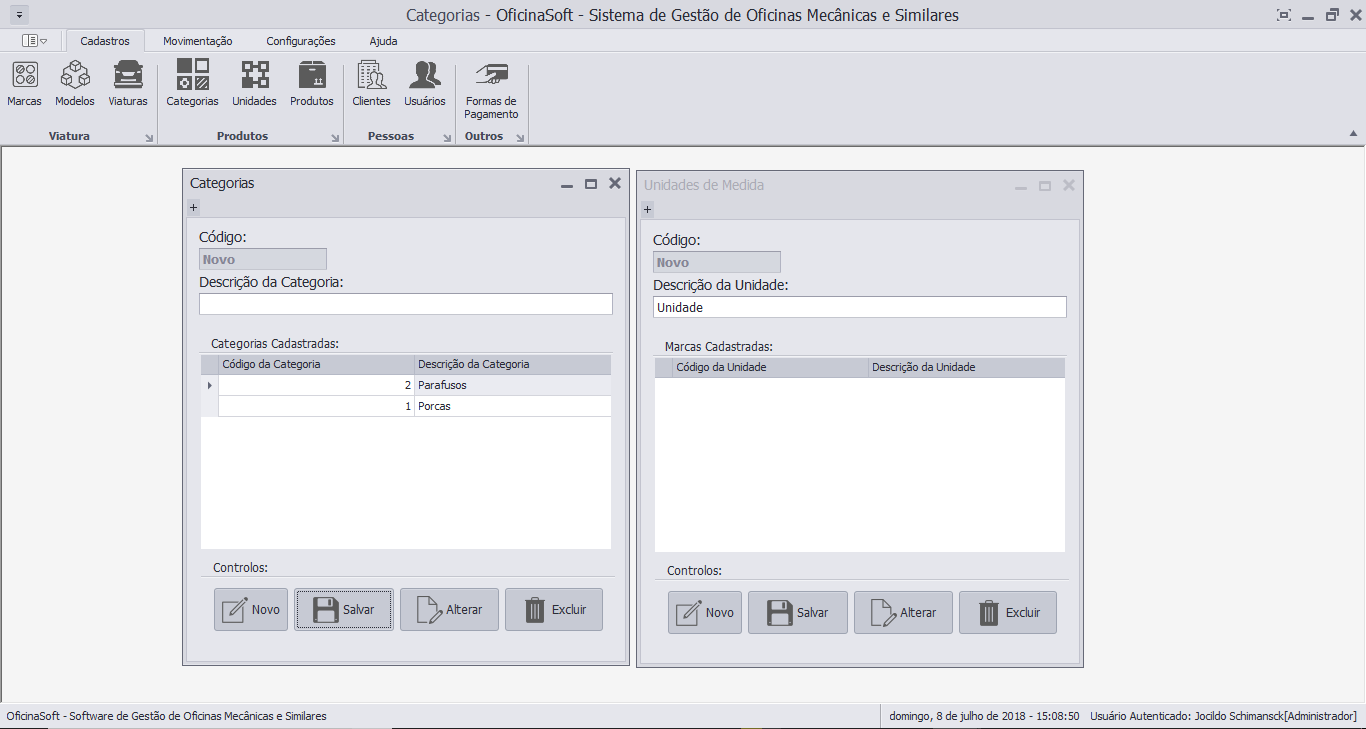 Categorias - OficinaSoft - Sistema de Gestão de Oficinas Mecânicas e Similares
Cadastros Movimentação Configurações Ajuda
Marcas Modelos Viaturas Categorias Unidades Produtos Clientes Usuários Formas de Pagamento
Viatura Produtos Pessoas Outros
Categorias
+
Código:
Novo
Descrição da Categoria:
Categorias Cadastradas:
Código da Categoria Descrição da Categoria
2 Parafusos
1 Porcas
Controlos:
Novo Salvar Alterar Excluir
Unidades de Medida
+
Código:
Novo
Descrição da Unidade:
Unidade
Marcas Cadastradas:
Código da Unidade Descrição da Unidade
Controlos:
Novo Salvar Alterar Excluir
OficinaSoft - Software de Gestão de Oficinas Mecânicas e Similares
domingo, 8 de julho de 2018 - 15:08:50 Usuário Autenticado: Jocildo Schimansck[Administrador]